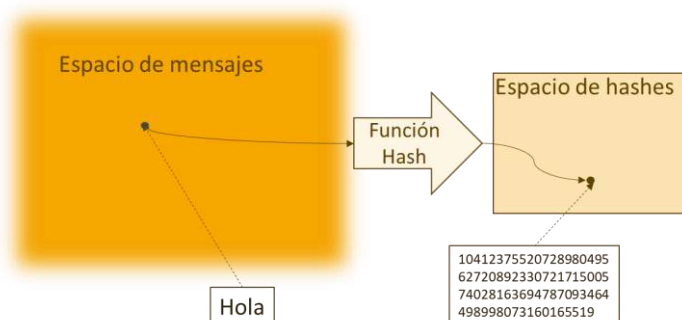 Espacio de mensajes
Espacio de hashes
Función
Hash
Hola
10412375520728980495
62720892330721715005
74028163694787093464
498998073160165519